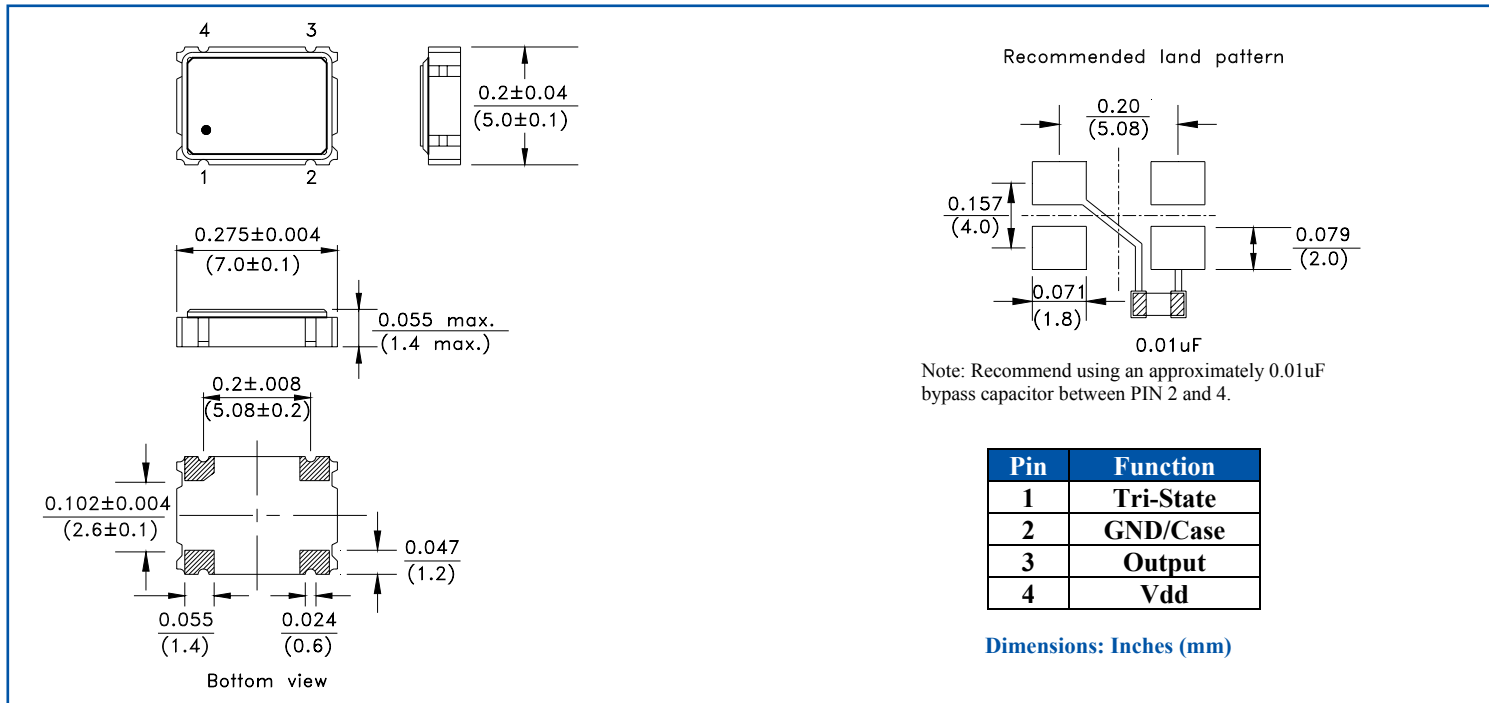 4 3
1 2
0.2±0.04
(5.0±0.1)
0.275±0.004
(7.0±0.1)
0.055 max.
(1.4 max.)
0.2±.008
(5.08±0.2)
0.102±0.004
(2.6±0.1)
0.047
(1.2)
0.055
(1.4)
0.024
(0.6)
Bottom view
Recommended land pattern
0.20
(5.08)
0.157
(4.0)
0.079
(2.0)
0.071
(1.8)
0.01uF
Note: Recommend using an approximately 0.01uF
bypass capacitor between PIN 2 and 4.
Pin Function
1 Tri-State
2 GND/Case
3 Output
4 Vdd
Dimensions: Inches (mm)